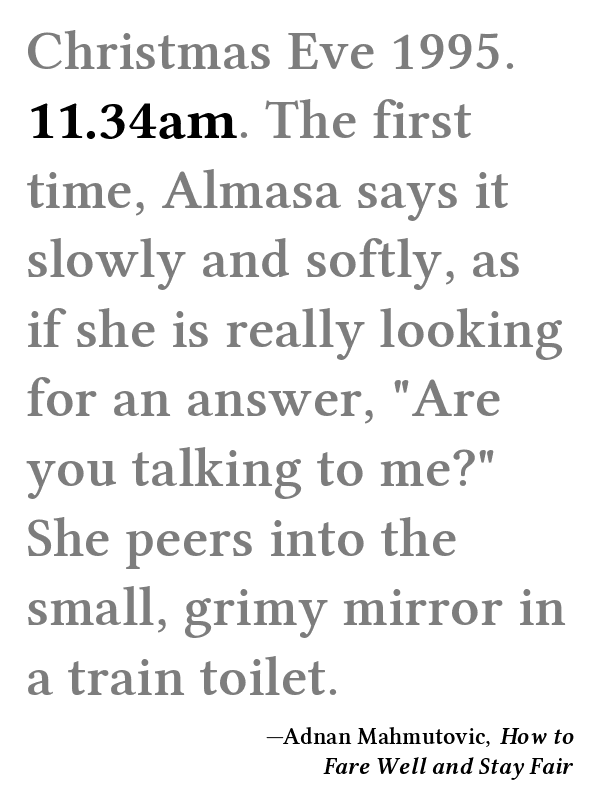 Christmas Eve 1995.
11.34am. The first
time, Almasa says it
slowly and softly, as
if she is really looking
for an answer, "Are
you talking to me?"
She peers into the
small, grimy mirror in
a train toilet.
—Adnan Mahmutovic, How to
Fare Well and Stay Fair